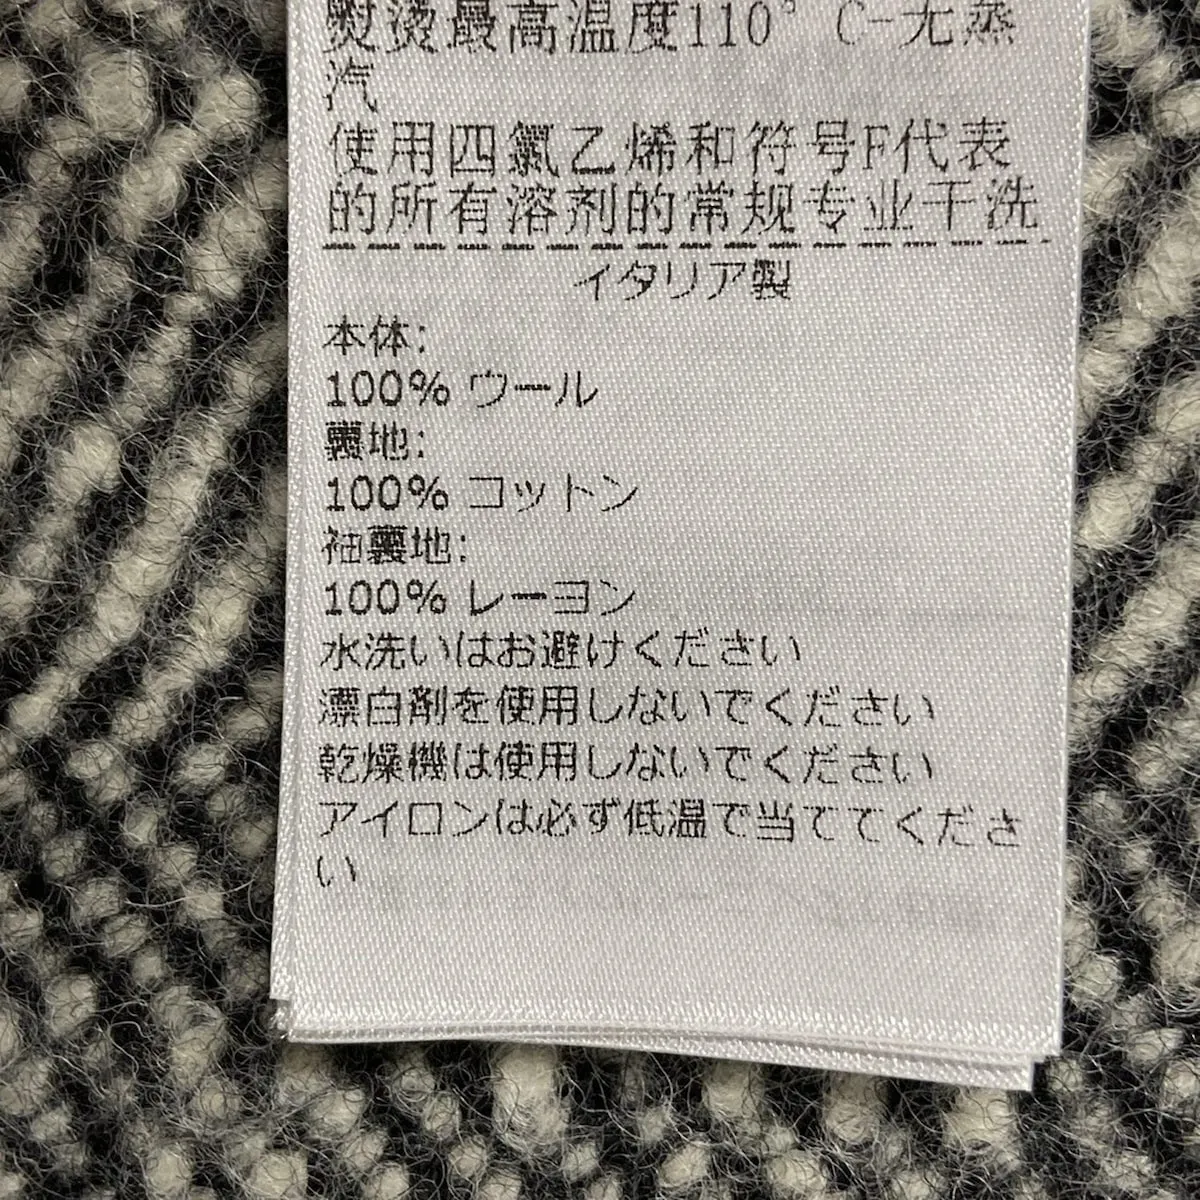 熨烫最高温度110°C-无蒸
汽
使用四氯乙烯和符号F代表
的所有溶剂的常规专业干洗
イタリア製
本体:
100% ウール
裏地:
100% コットン
袖裏地:
100% レーヨン
水洗いはお避けください
漂白剤を使用しないでください
乾燥機は使用しないでください
アイロンは必ず低温で当ててくださ
い